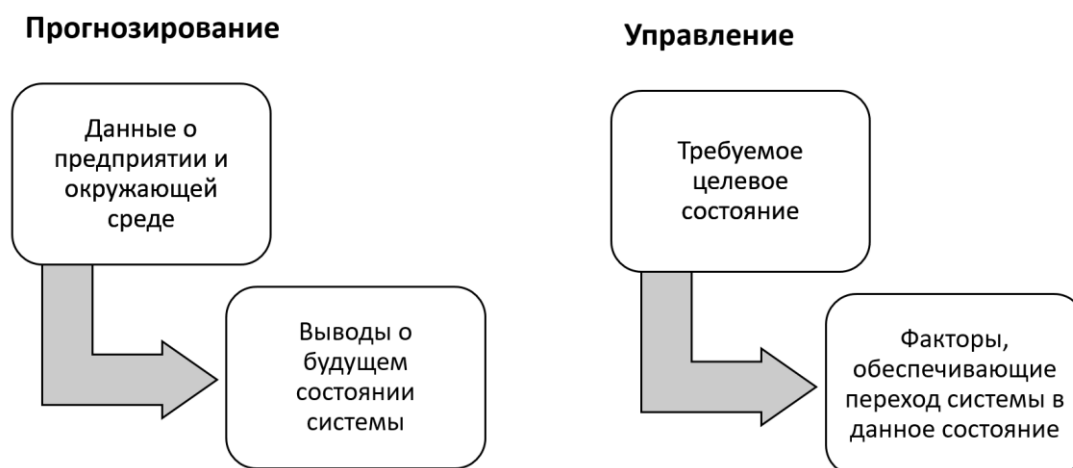 Прогнозирование
Данные о
предприятии и
окружающей
среде
Выводы о
будущем
состоянии
системы
Управление
Требуемое
целевое
состояние
Факторы,
обеспечивающие
переход системы в
данное состояние